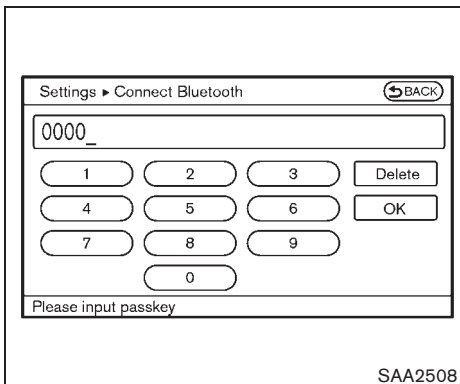 Settings ▸ Connect Bluetooth BACK
0000_
1 2 3 Delete
4 5 6 OK
7 8 9
0
Please input passkey
SAA2508